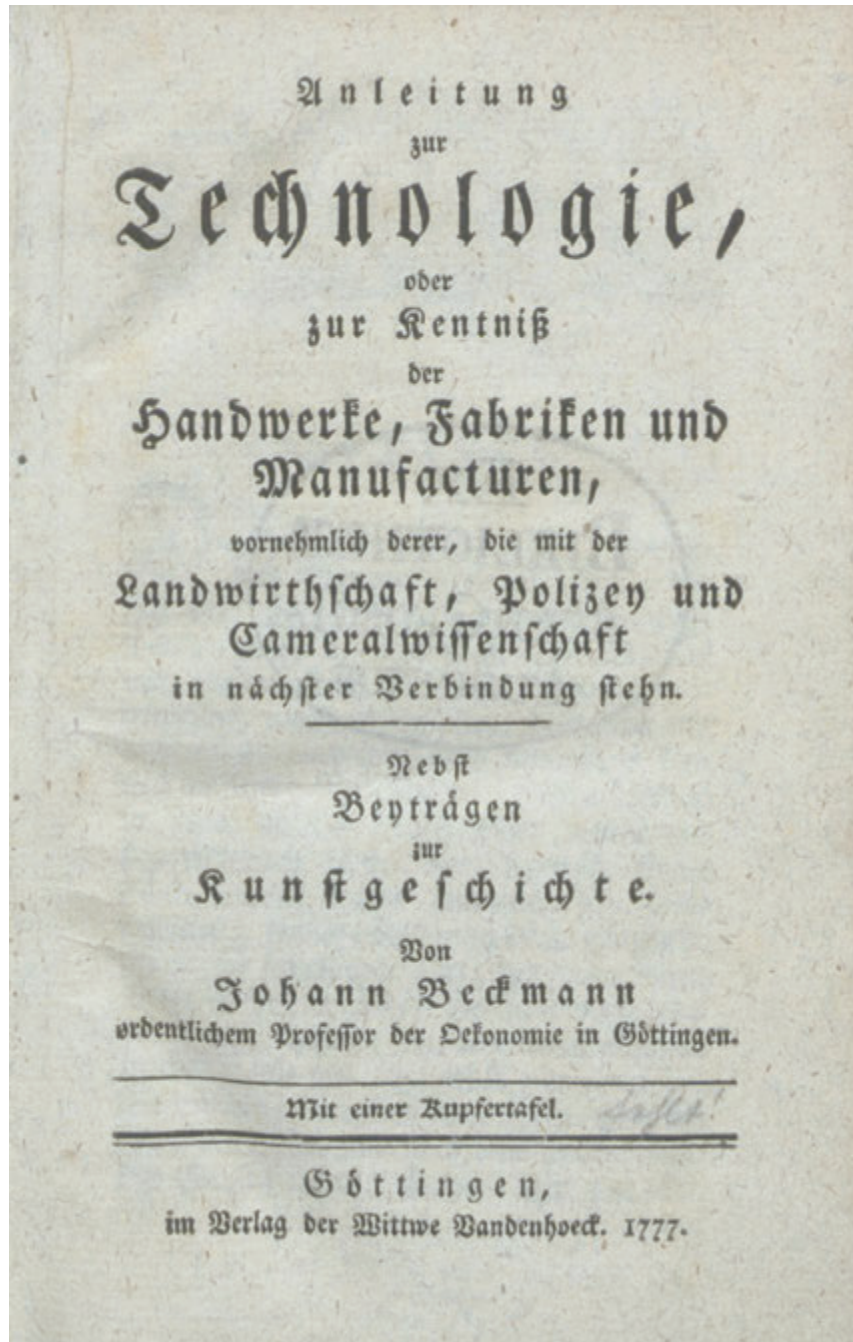 Anleitung
zur
Technologie,
oder
zur Kentniß
der
Handwerke, Fabriken und
Manufacturen,
vornehmlich derer, die mit der
Landwirthschaft, Polizey und
Cameralwissenschaft
in nächster Verbindung stehn.
Nebst
Beyträgen
zur
Kunstgeschichte.
Von
Johann Beckmann
ordentlichem Professor der Oekonomie in Göttingen.
Mit einer Kupfertafel. fehlt!
Göttingen,
im Verlag der Wittwe Vandenhoeck. 1777.